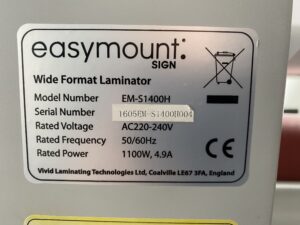 easymount:
SIGN
Wide Format Laminator
Model Number EM-S1400H
Serial Number 1605EM-S1400H004
Rated Voltage AC220-240V
Rated Frequency 50/60Hz
Rated Power 1100W, 4.9A
Vivid Laminating Technologies Ltd, Coalville LE67 3FA, England